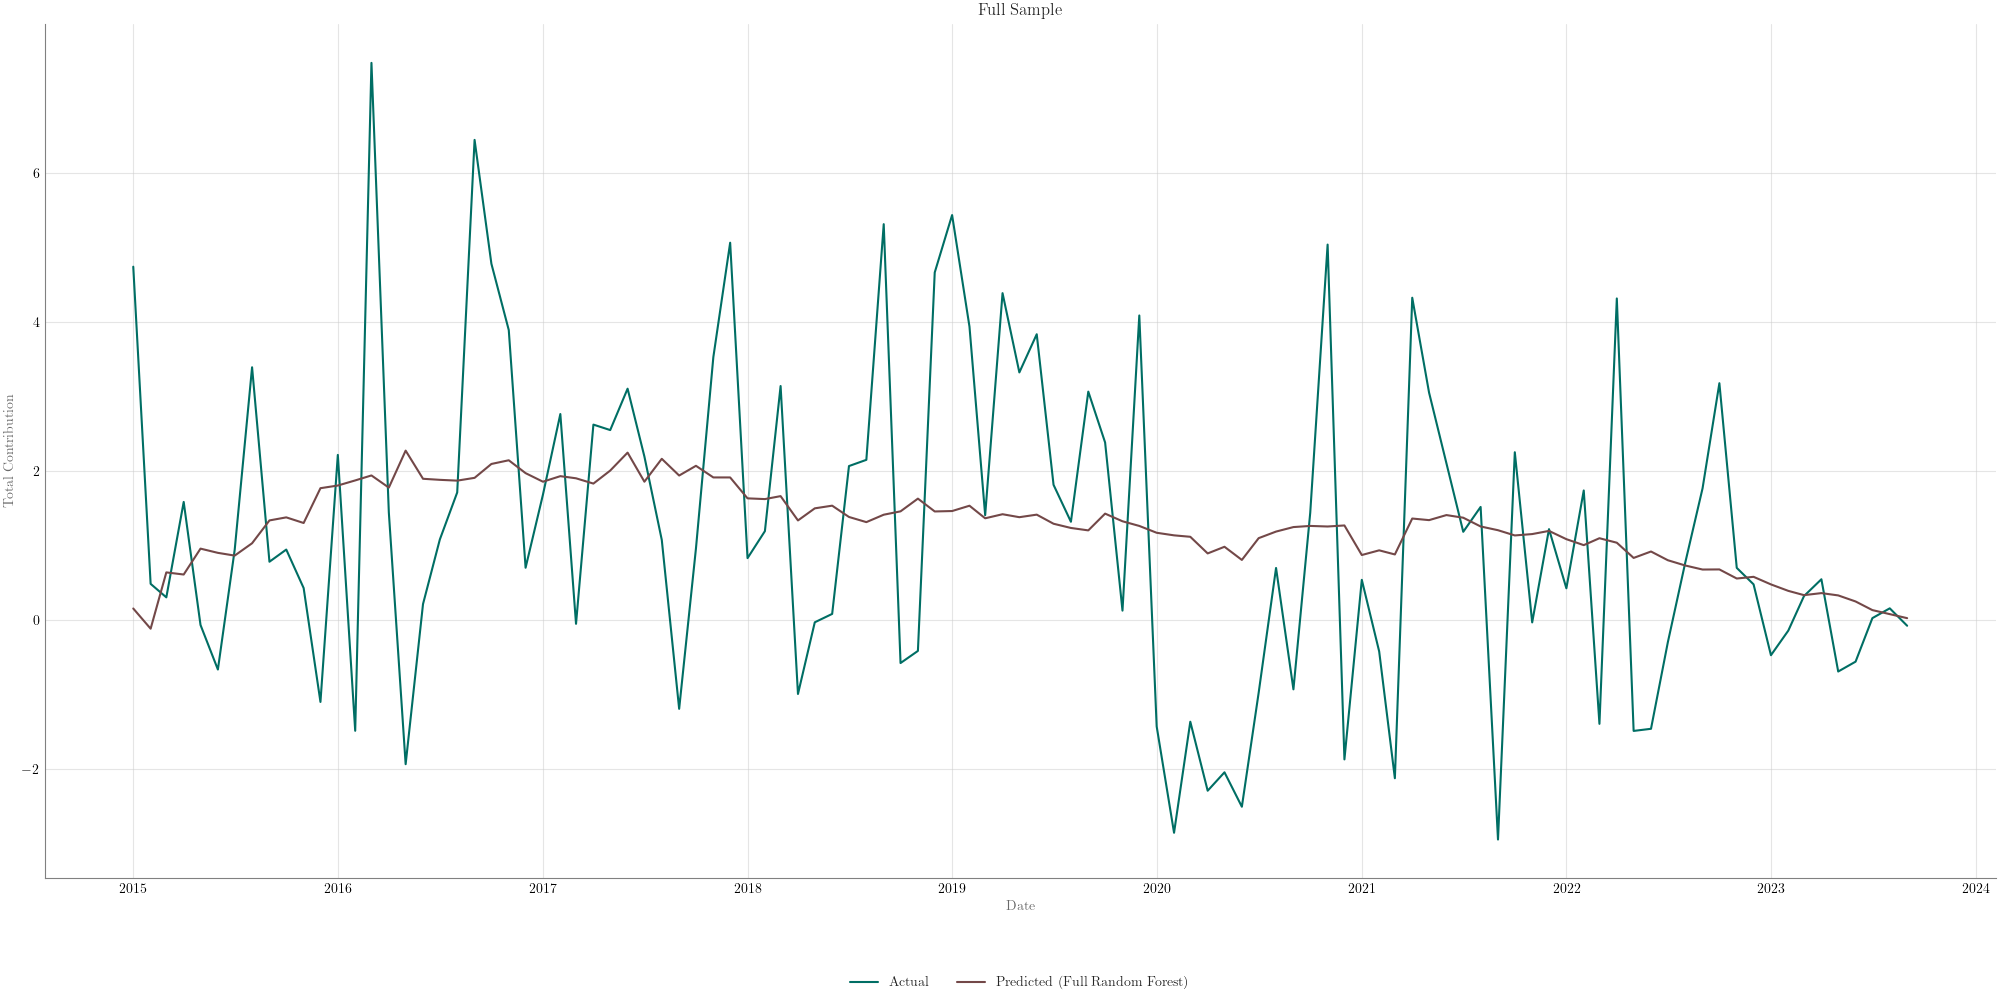 Full Sample
Total Contribution
6
4
2
0
−2
2015 2016 2017 2018 2019 2020 2021 2022 2023 2024
Date
Actual Predicted (Full Random Forest)